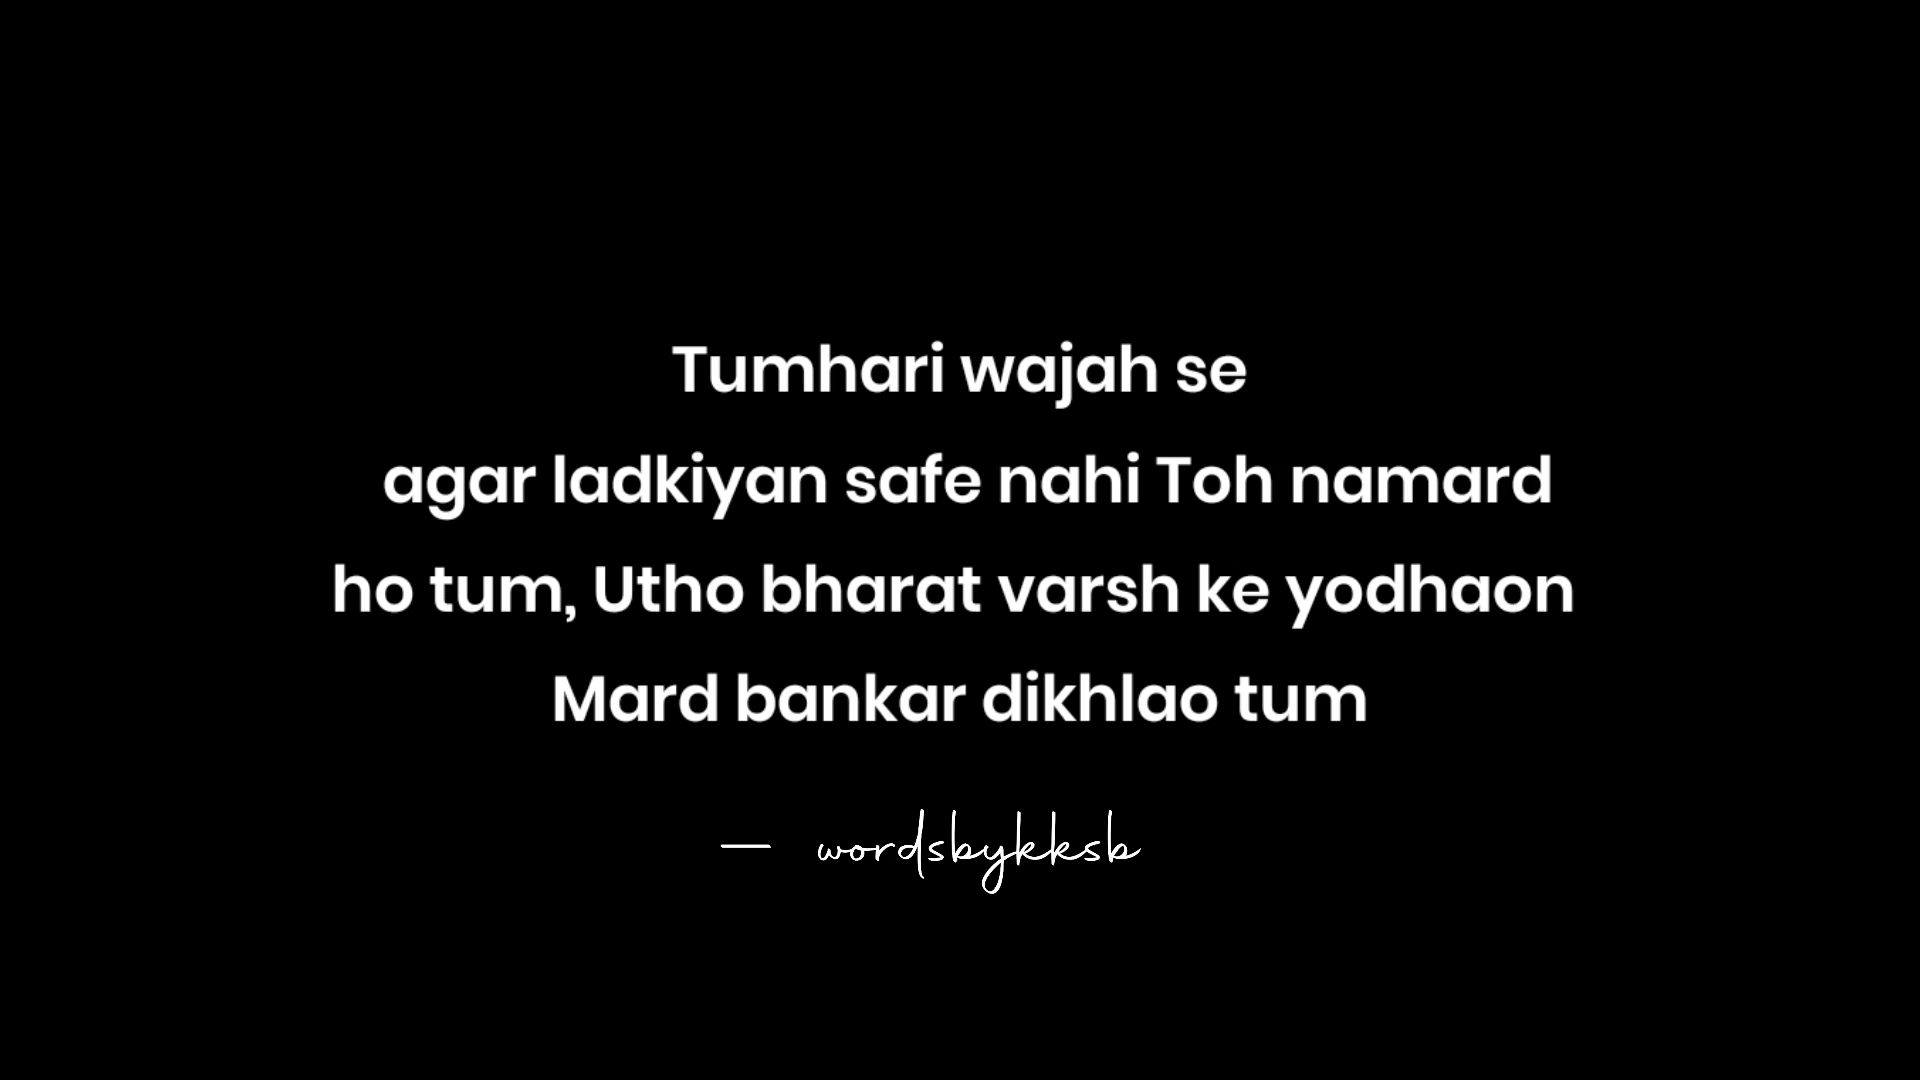 Tumhari wajah se
agar ladkiyan safe nahi Toh namard
ho tum, Utho bharat varsh ke yodhaon
Mard bankar dikhlao tum
— wordsbykksb